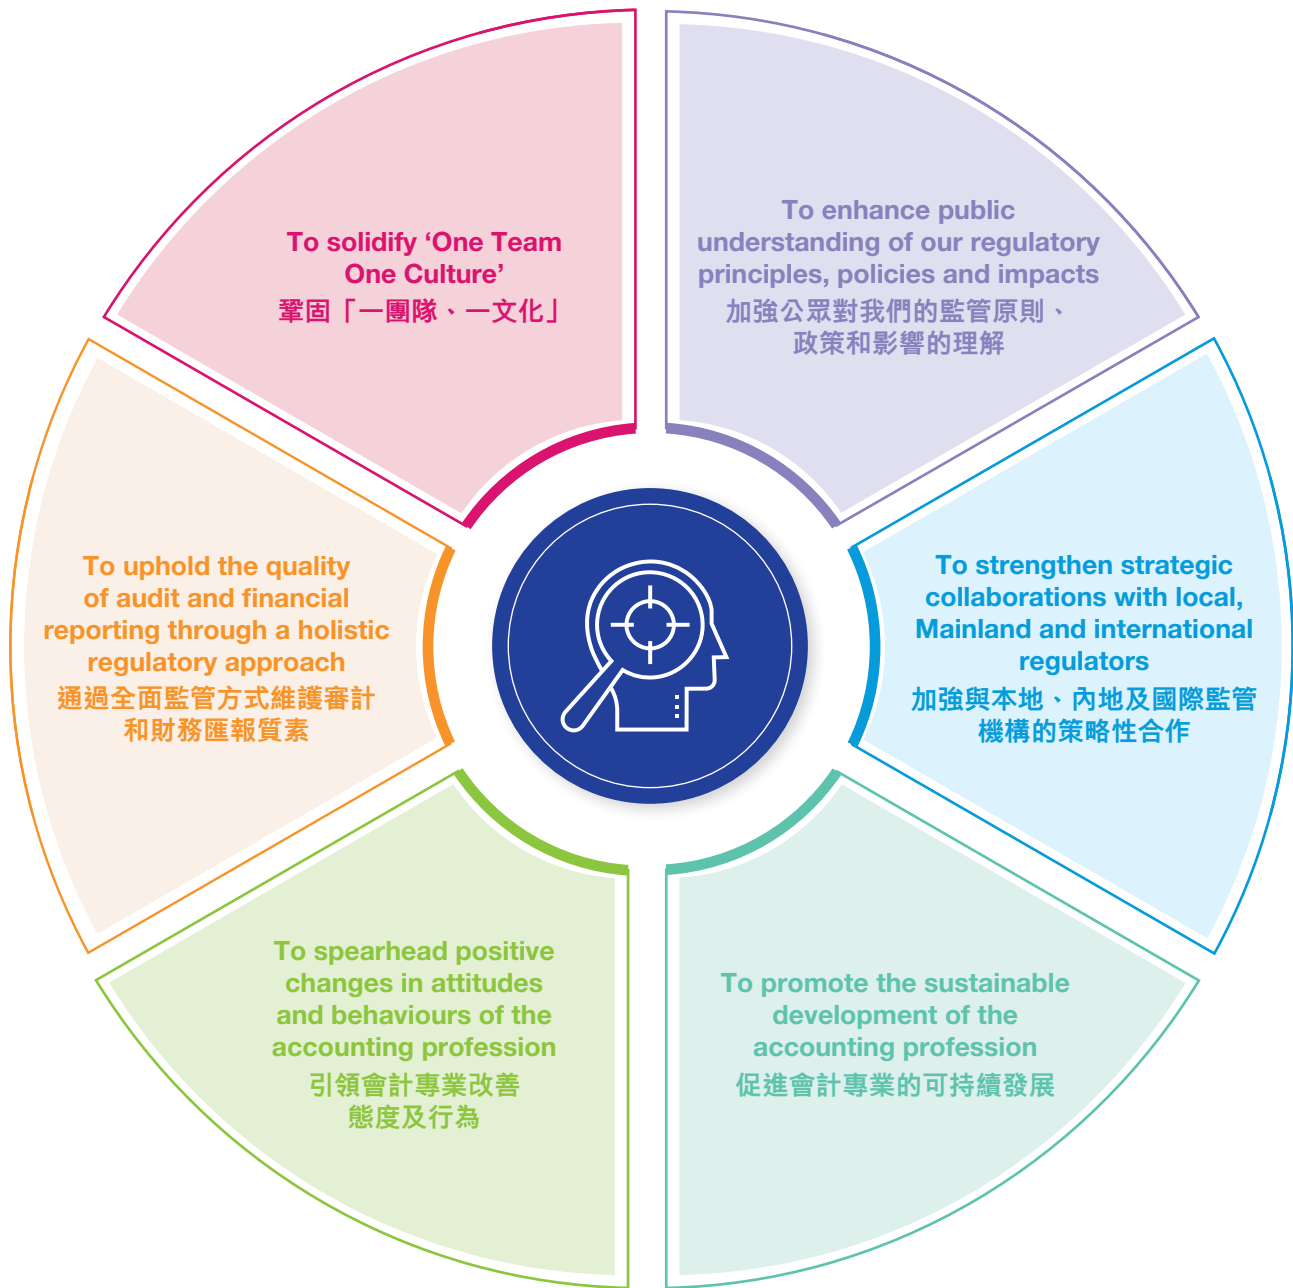 To solidify ‘One Team
One Culture’
鞏固「一團隊、一文化」
To enhance public
understanding of our regulatory
principles, policies and impacts
加強公眾對我們的監管原則、
政策和影響的理解
To strengthen strategic
collaborations with local,
Mainland and international
regulators
加強與本地、內地及國際監管
機構的策略性合作
To promote the sustainable
development of the
accounting profession
促進會計專業的可持續發展
To spearhead positive
changes in attitudes
and behaviours of the
accounting profession
引領會計專業改善
態度及行為
To uphold the quality
of audit and financial
reporting through a holistic
regulatory approach
通過全面監管方式維護審計
和財務匯報質素